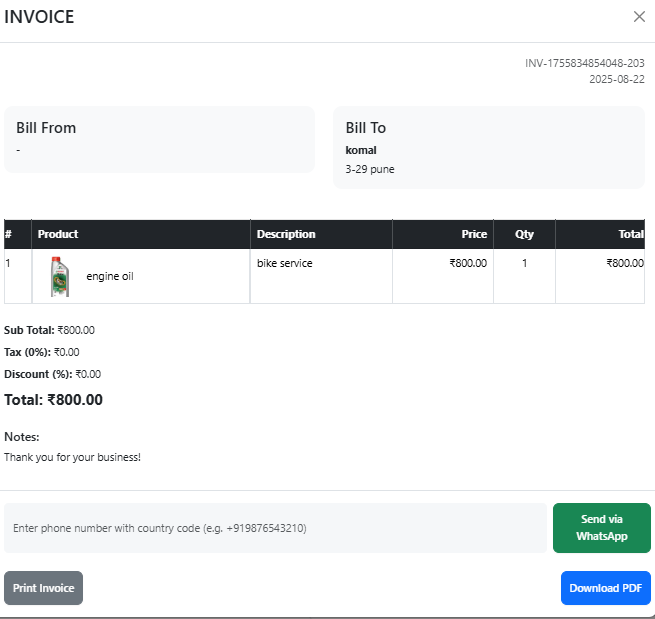 INVOICE
INV-1755834854048-203
2025-08-22
Bill From
-
Bill To
komal
3-29 pune
# Product Description Price Qty Total
1 engine oil bike service ₹800.00 1 ₹800.00
Sub Total: ₹800.00
Tax (0%): ₹0.00
Discount (%): ₹0.00
Total: ₹800.00
Notes:
Thank you for your business!
Enter phone number with country code (e.g. +919876543210)
Send via
WhatsApp
Print Invoice
Download PDF